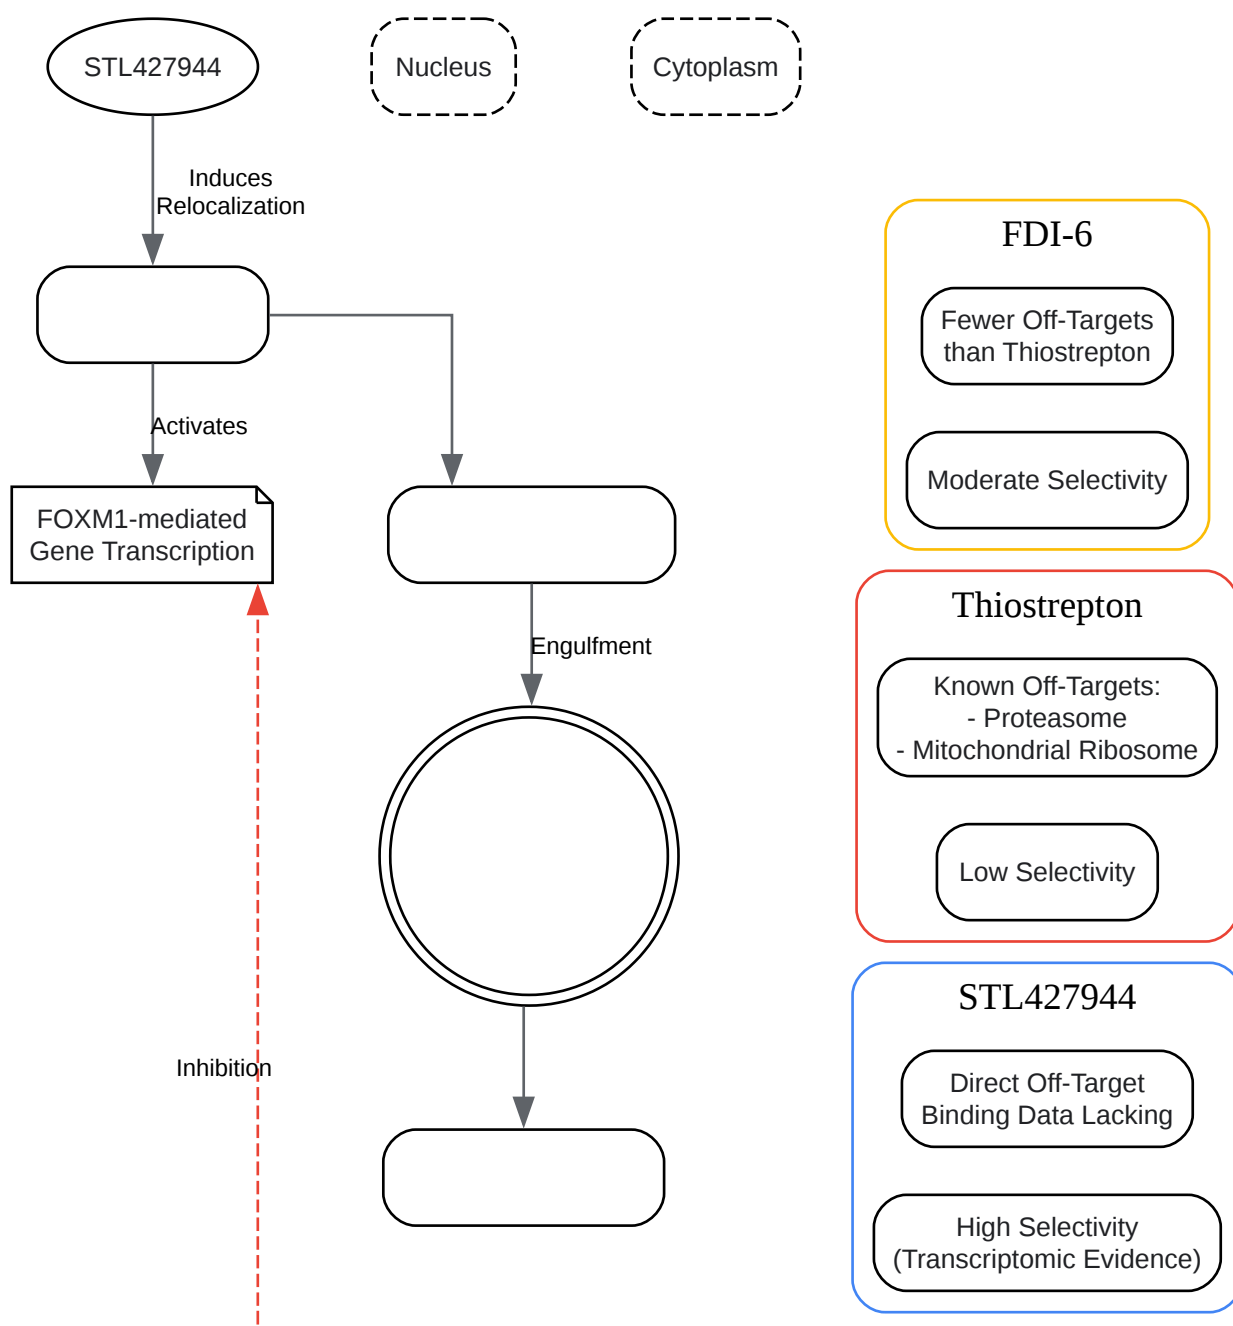 STL427944
Nucleus
Cytoplasm
Induces
Relocalization
Activates
FOXM1-mediated
Gene Transcription
Engulfment
Inhibition
FDI-6
Fewer Off-Targets
than Thiostrepton
Moderate Selectivity
Thiostrepton
Known Off-Targets:
- Proteasome
- Mitochondrial Ribosome
Low Selectivity
STL427944
Direct Off-Target
Binding Data Lacking
High Selectivity
(Transcriptomic Evidence)